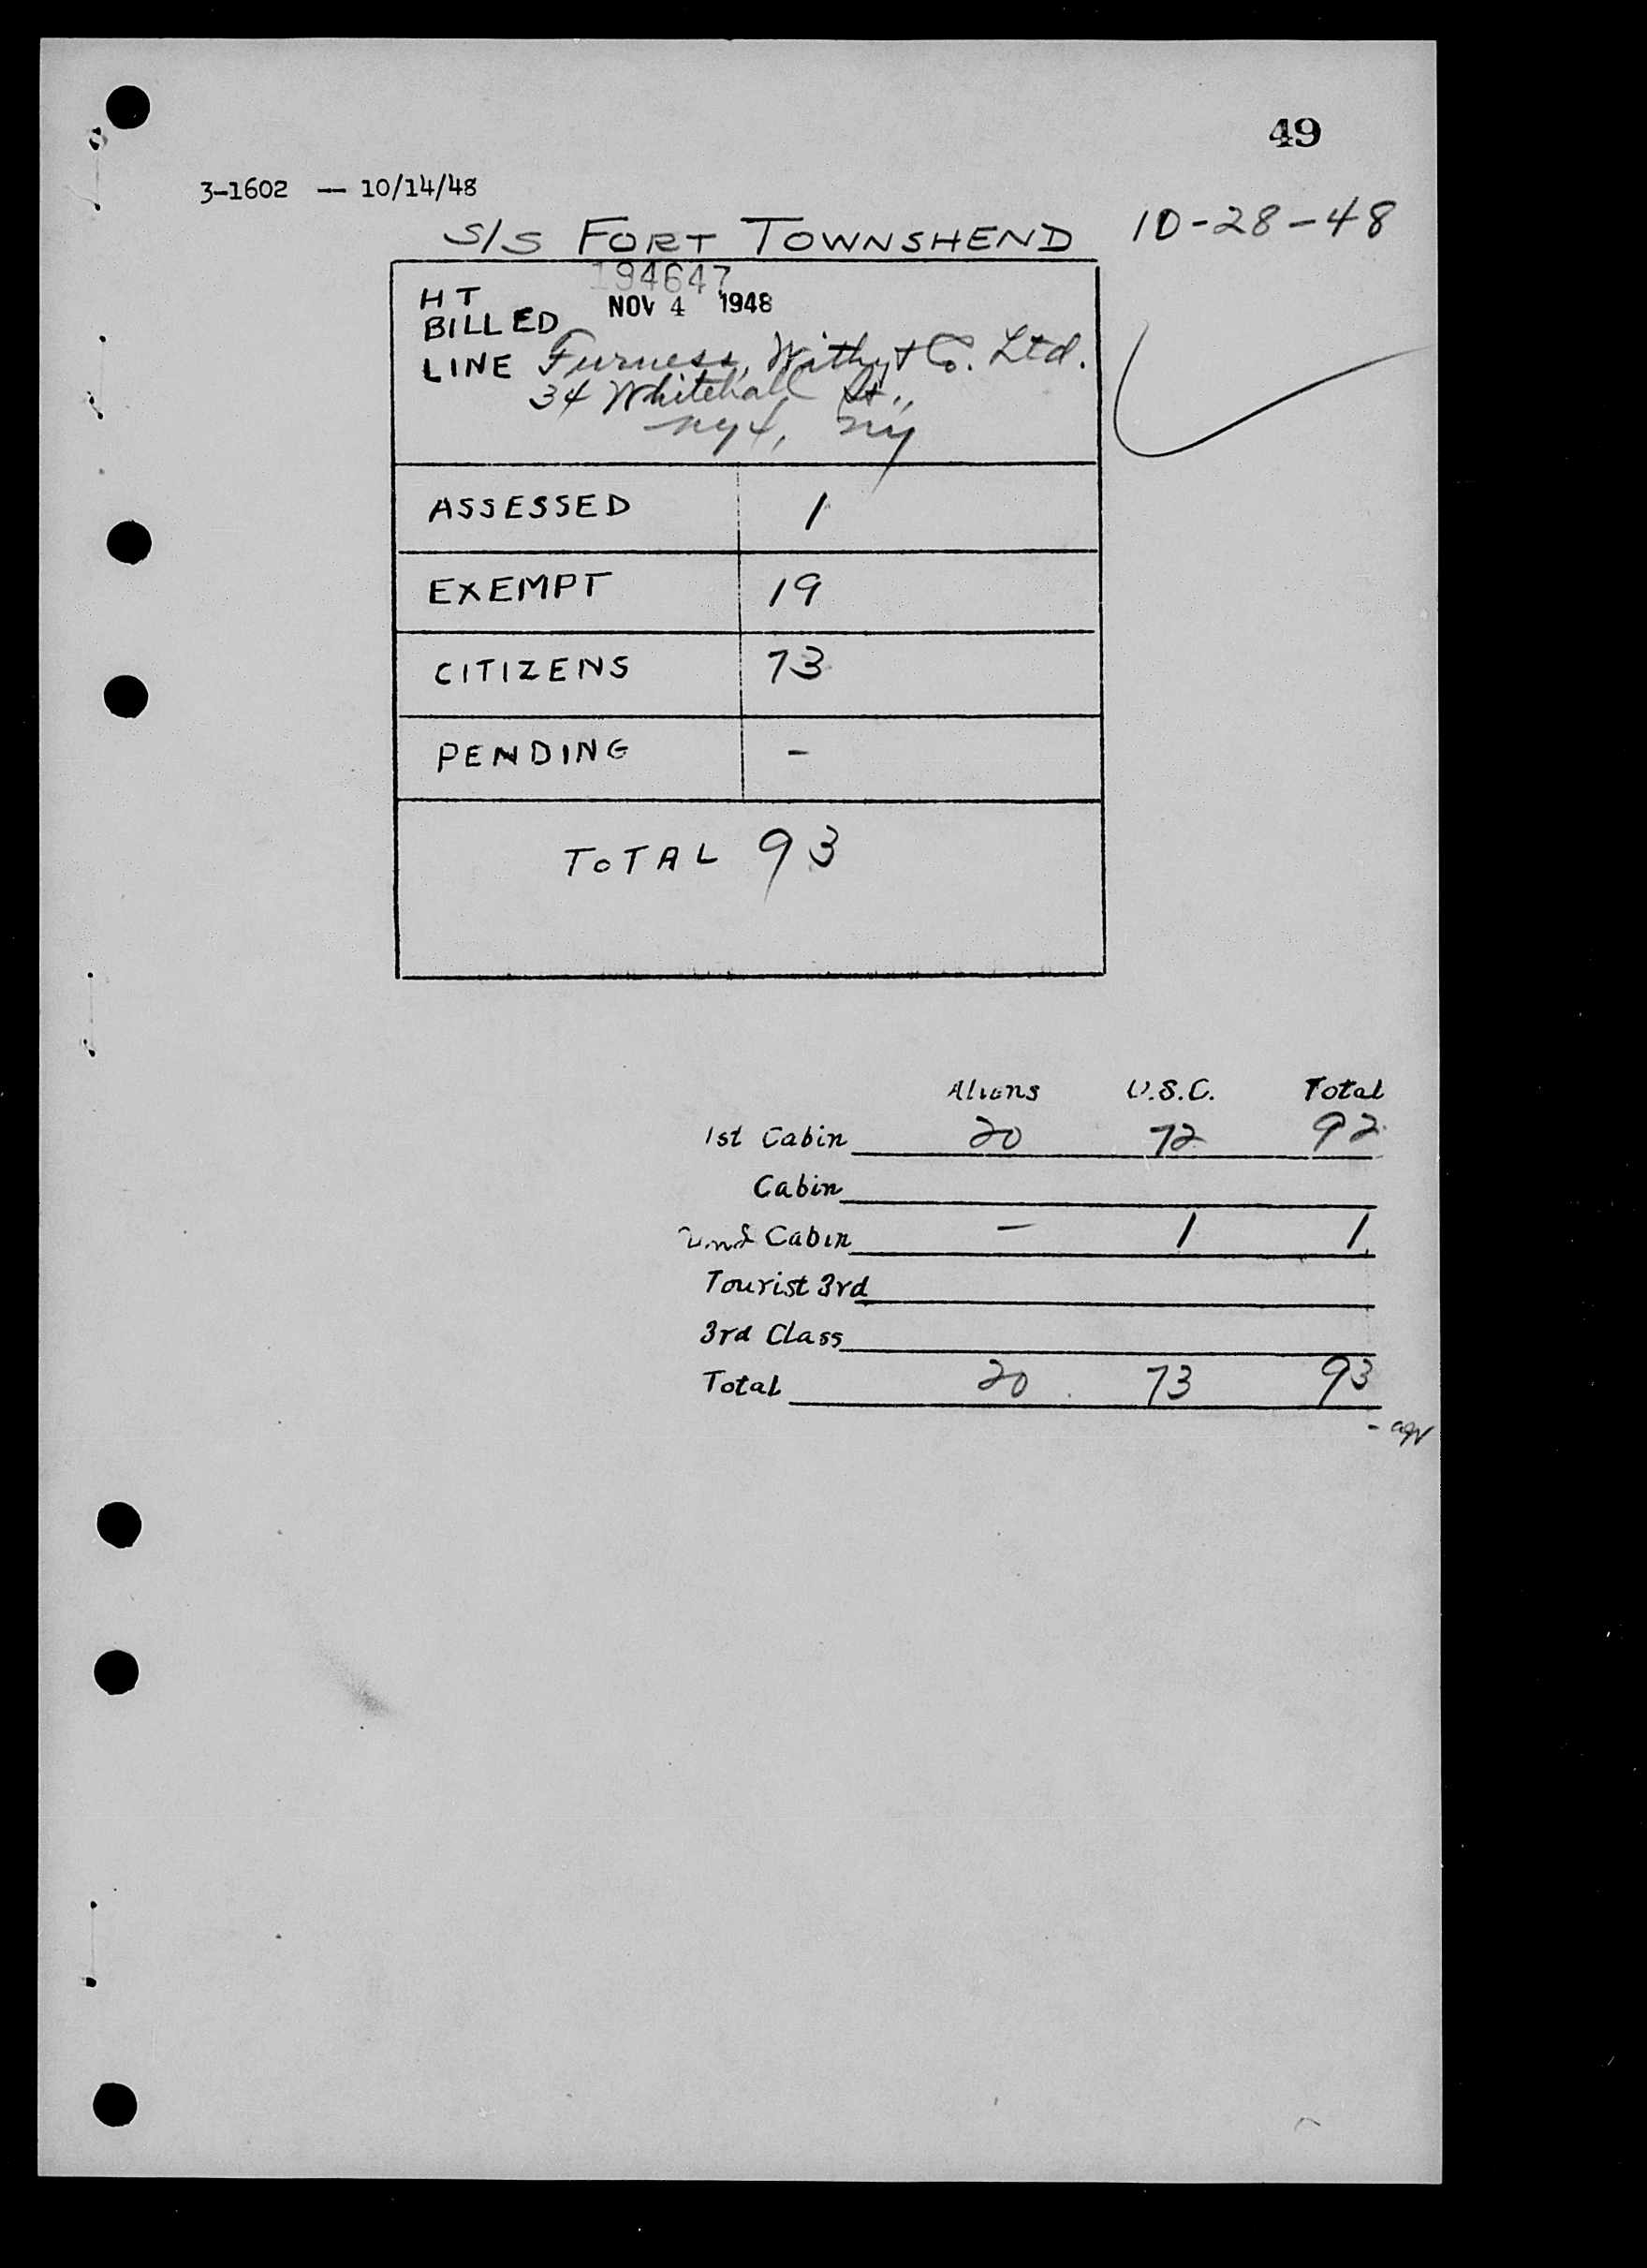 49
3-1602 — 10/14/48
S/S FORT TOWNSHEND 10-28-48
194647
HT
BILLED NOV 4 1948
LINE Furness, Withy & Co. Ltd.
34 Whitehall St.,
NY 4, NY
ASSESSED 1
EXEMPT 19
CITIZENS 73
PENDING -
TOTAL 93
Aliens U.S.C. Total
1st Cabin 20 72 92
Cabin
2nd Cabin - 1 1
Tourist 3rd
3rd Class
Total 20 73 93